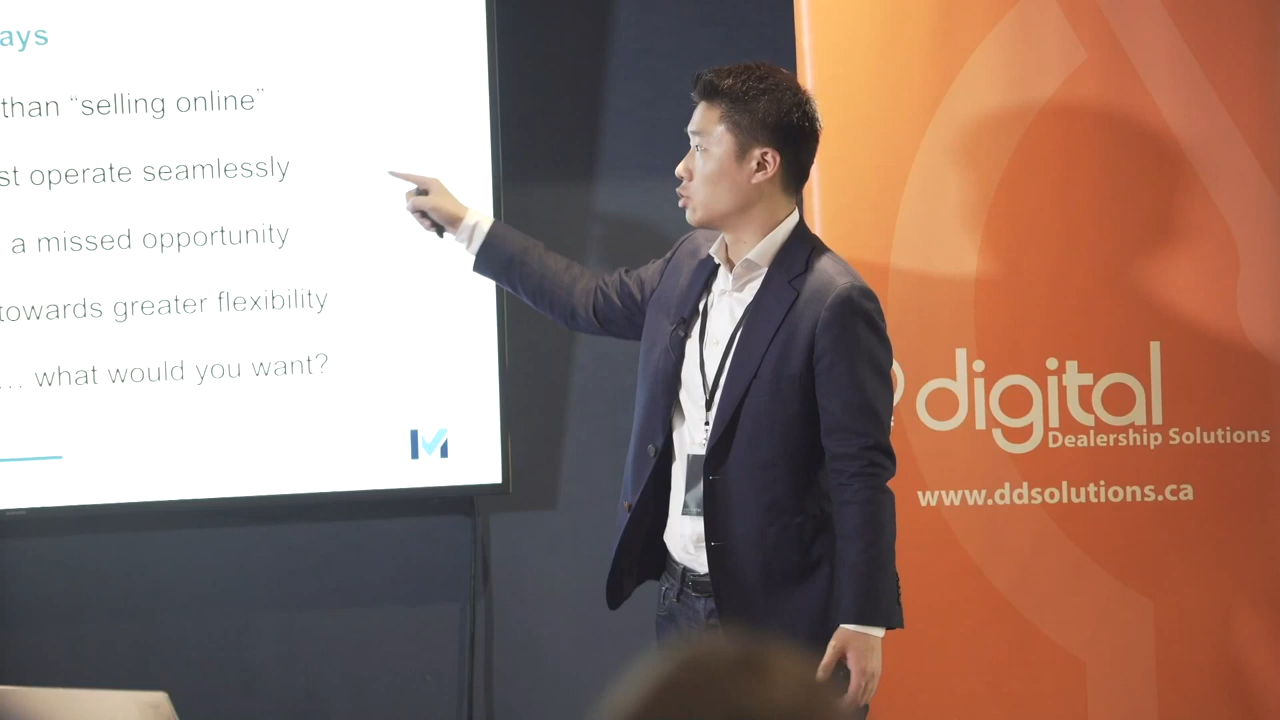 ays
than “selling online”
st operate seamlessly
a missed opportunity
towards greater flexibility
... what would you want?
digital
Dealership Solutions
www.ddsolutions.ca